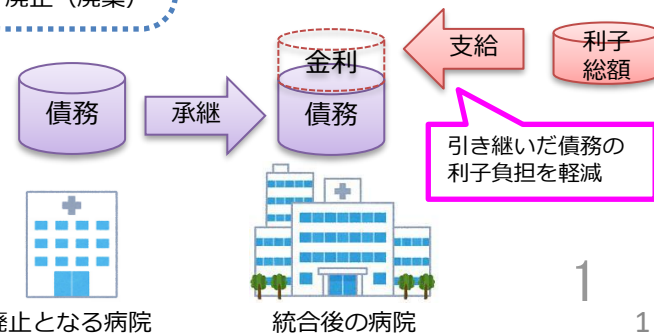 廃止（廃棄）
金利
支給
利子
総額
債務
承継
債務
引き継いだ債務の
利子負担を軽減
廃止となる病院
統合後の病院
1
1